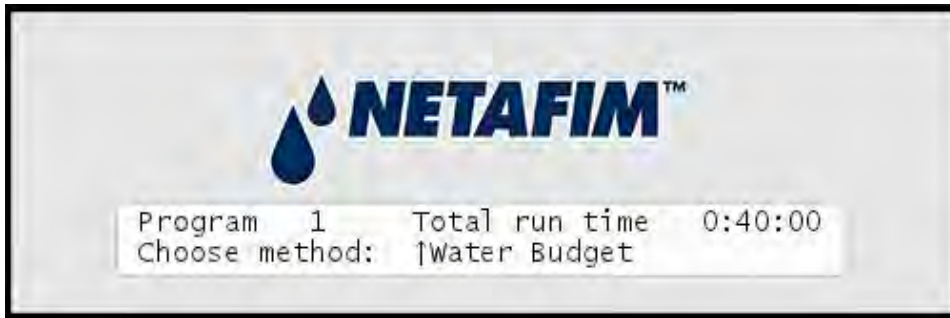 NETAFIM™
Program 1 Total run time 0:40:00
Choose method: ↑Water Budget